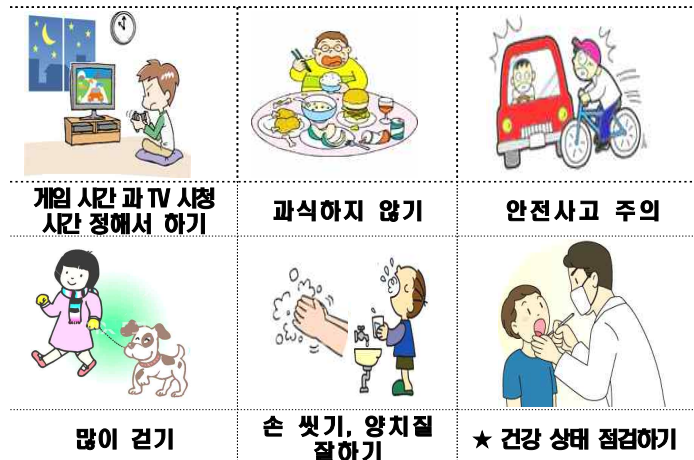 게임 시간 과 TV 시청
시간 정해서 하기
과식하지 않기
안전사고 주의
많이 걷기
손 씻기, 양치질
잘하기
★ 건강 상태 점검하기